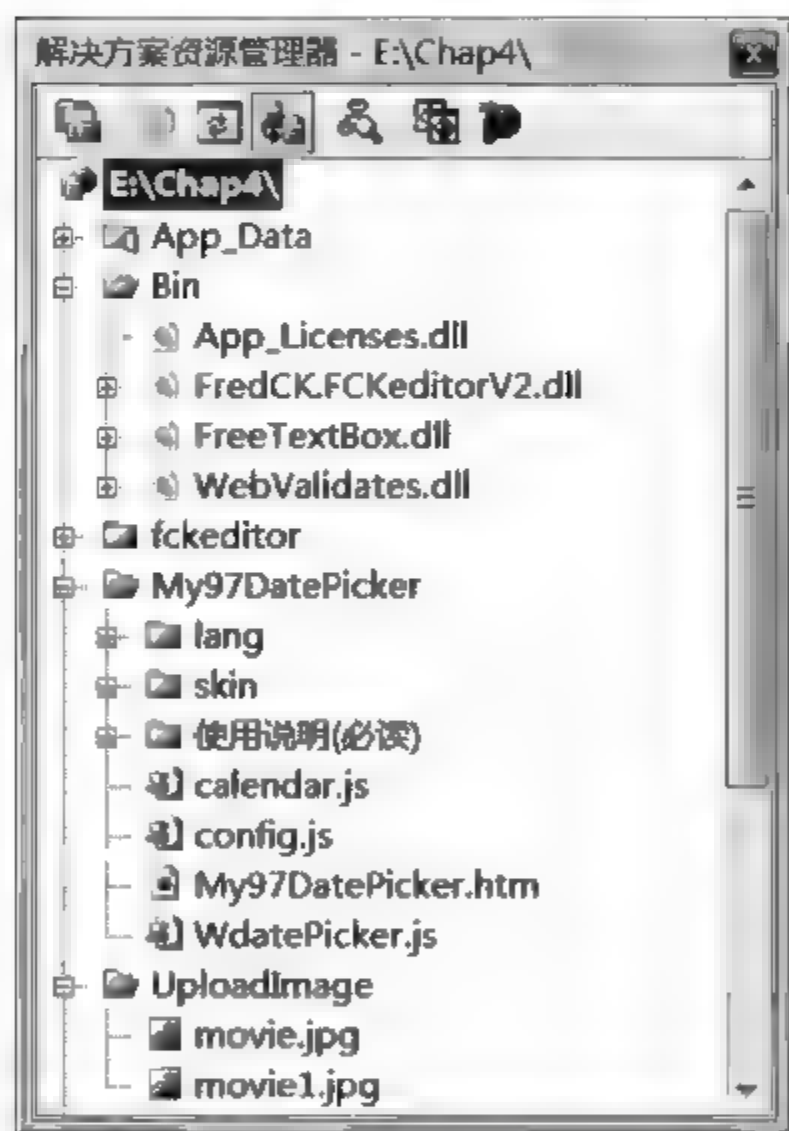 解决方案资源管理器 - E:\Chap4\
E:\Chap4\
App_Data
Bin
App_Licenses.dll
FredCK.FCKeditorV2.dll
FreeTextBox.dll
WebValidates.dll
fckeditor
My97DatePicker
lang
skin
使用说明(必读)
calendar.js
config.js
My97DatePicker.htm
WdatePicker.js
UploadImage
movie.jpg
movie1.jpg